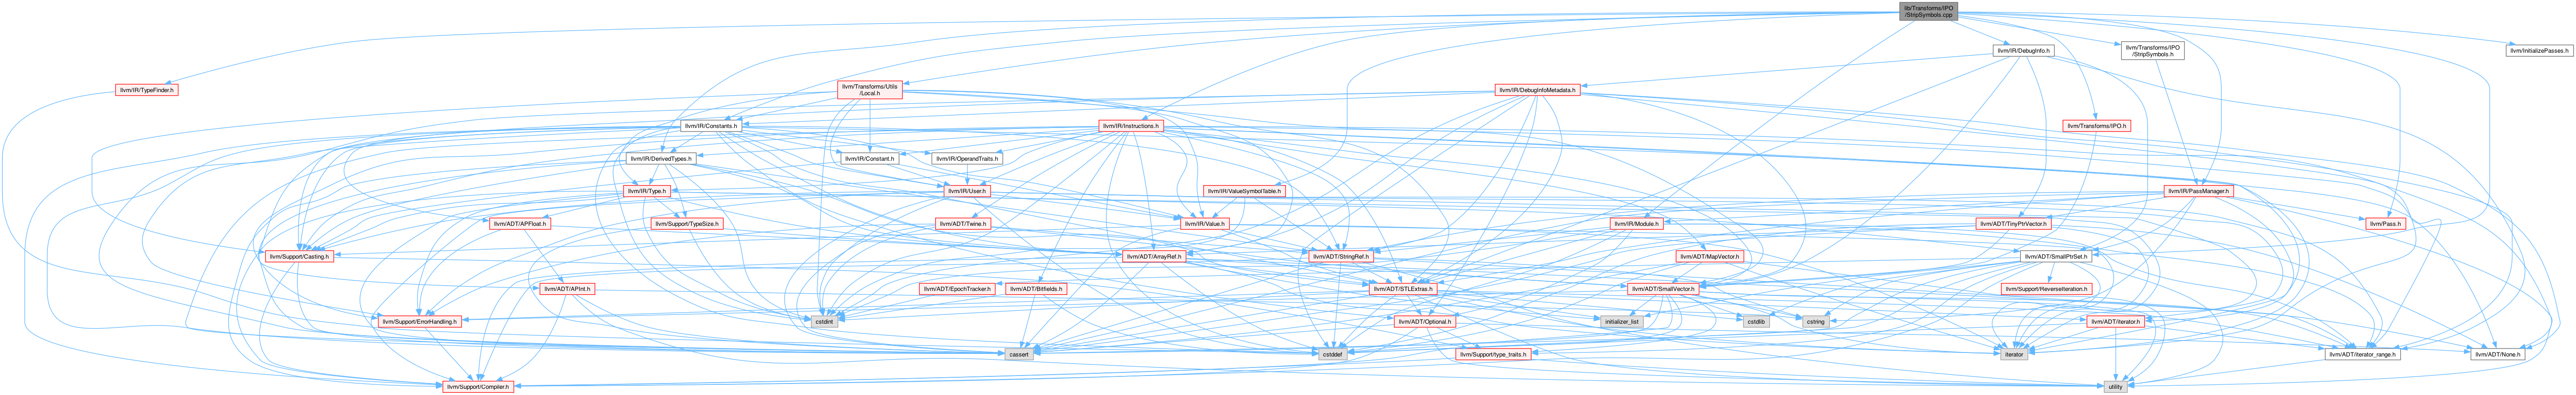 lib/Transforms/IPO
/StripSymbols.cpp
llvm/IR/DebugInfo.h
llvm/Transforms/IPO
/StripSymbols.h
llvm/InitializePasses.h
llvm/IR/TypeFinder.h
llvm/Transforms/Utils
/Local.h
llvm/IR/DebugInfoMetadata.h
llvm/IR/Constants.h
llvm/IR/Instructions.h
llvm/Transforms/IPO.h
llvm/IR/DerivedTypes.h
llvm/IR/Constant.h
llvm/IR/OperandTraits.h
llvm/IR/Type.h
llvm/IR/User.h
llvm/IR/ValueSymbolTable.h
llvm/IR/PassManager.h
llvm/ADT/APFloat.h
llvm/Support/TypeSize.h
llvm/ADT/Twine.h
llvm/IR/Value.h
llvm/IR/Module.h
llvm/ADT/TinyPtrVector.h
llvm/Pass.h
llvm/Support/Casting.h
llvm/ADT/ArrayRef.h
llvm/ADT/StringRef.h
llvm/ADT/MapVector.h
llvm/ADT/SmallPtrSet.h
llvm/ADT/APInt.h
llvm/ADT/EpochTracker.h
llvm/ADT/Bitfields.h
llvm/ADT/STLExtras.h
llvm/ADT/SmallVector.h
llvm/Support/ReverseIteration.h
llvm/Support/ErrorHandling.h
cstdint
llvm/ADT/Optional.h
initializer_list
cstdlib
cstring
llvm/ADT/iterator.h
cassert
cstddef
llvm/Support/type_traits.h
iterator
llvm/ADT/iterator_range.h
llvm/ADT/None.h
llvm/Support/Compiler.h
utility